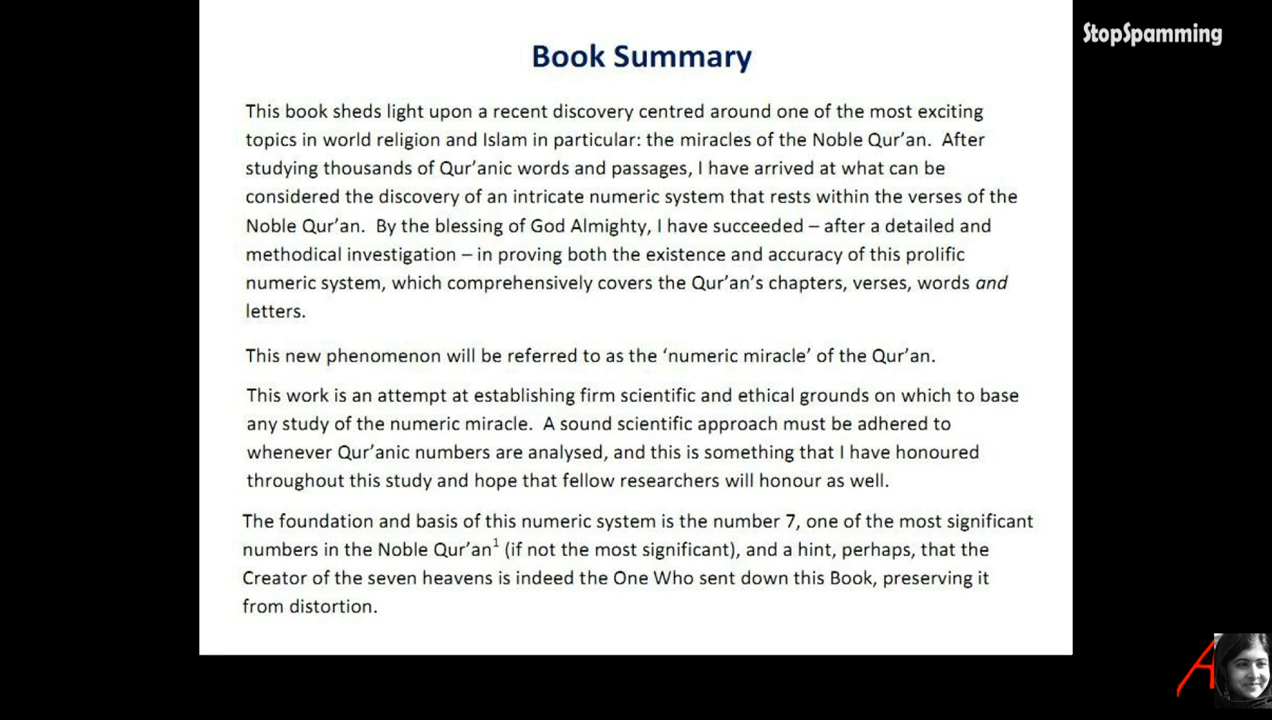 StopSpamming
Book Summary
This book sheds light upon a recent discovery centred around one of the most exciting
topics in world religion and Islam in particular: the miracles of the Noble Qur’an.  After
studying thousands of Qur’anic words and passages, I have arrived at what can be
considered the discovery of an intricate numeric system that rests within the verses of the
Noble Qur’an.  By the blessing of God Almighty, I have succeeded – after a detailed and
methodical investigation – in proving both the existence and accuracy of this prolific
numeric system, which comprehensively covers the Qur’an’s chapters, verses, words and
letters.
This new phenomenon will be referred to as the ‘numeric miracle’ of the Qur’an.
This work is an attempt at establishing firm scientific and ethical grounds on which to base
any study of the numeric miracle.  A sound scientific approach must be adhered to
whenever Qur’anic numbers are analysed, and this is something that I have honoured
throughout this study and hope that fellow researchers will honour as well.
The foundation and basis of this numeric system is the number 7, one of the most significant
numbers in the Noble Qur’an¹ (if not the most significant), and a hint, perhaps, that the
Creator of the seven heavens is indeed the One Who sent down this Book, preserving it
from distortion.
A